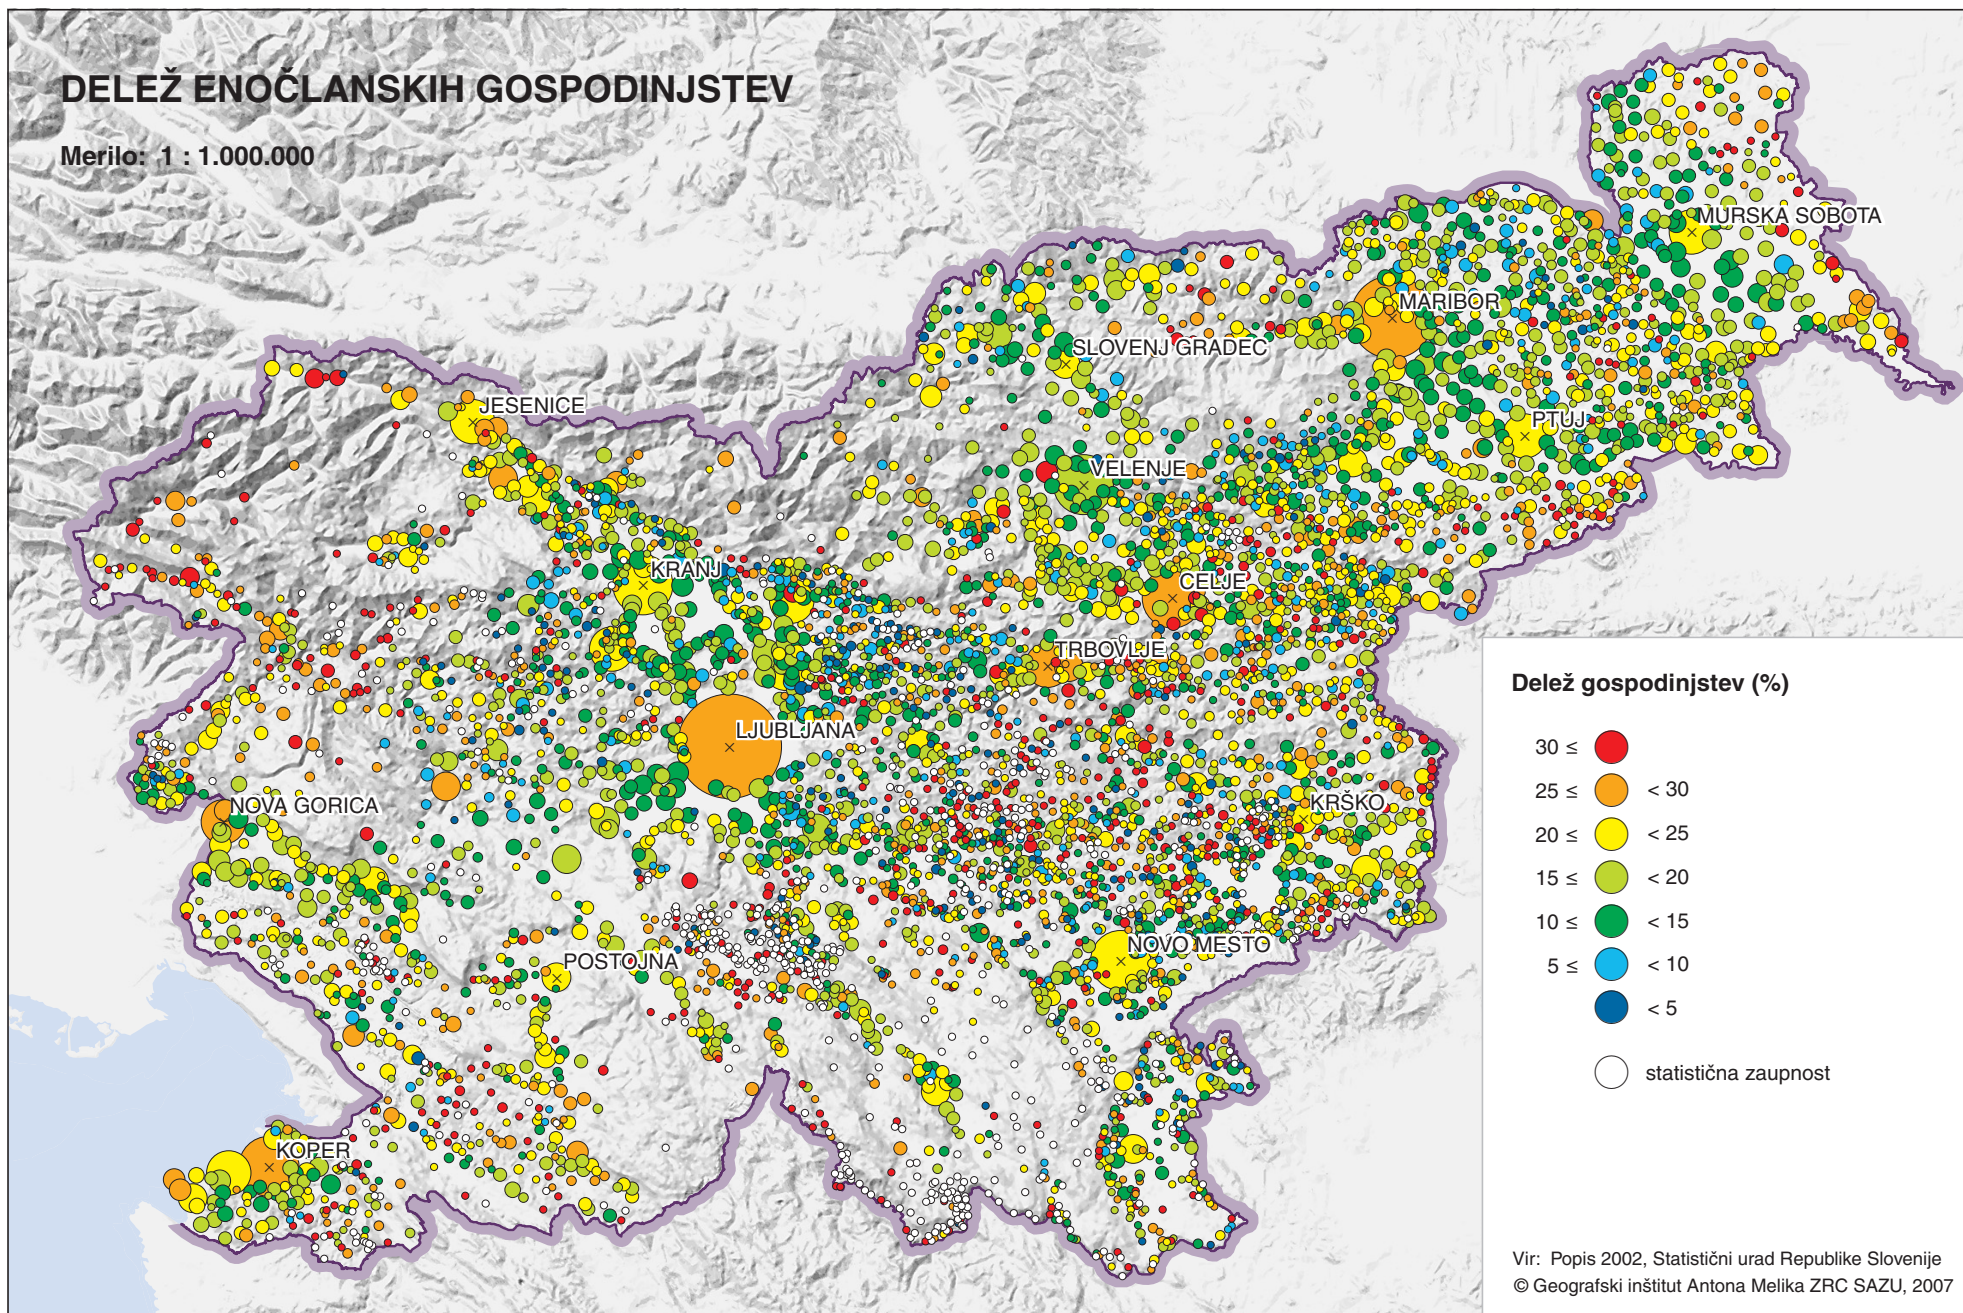 DELEŽ ENOČLANSKIH GOSPODINJSTEV
Merilo: 1 : 1.000.000
MURSKA SOBOTA
MARIBOR
SLOVENJ GRADEC
JESENICE
PTUJ
VELENJE
KRANJ
CELJE
TRBOVLJE
LJUBLJANA
NOVA GORICA
KRŠKO
NOVO MESTO
POSTOJNA
KOPER
Delež gospodinjstev (%)
30 ≤
25 ≤ < 30
20 ≤ < 25
15 ≤ < 20
10 ≤ < 15
5 ≤ < 10
< 5
statistična zaupnost
Vir: Popis 2002, Statistični urad Republike Slovenije
© Geografski inštitut Antona Melika ZRC SAZU, 2007